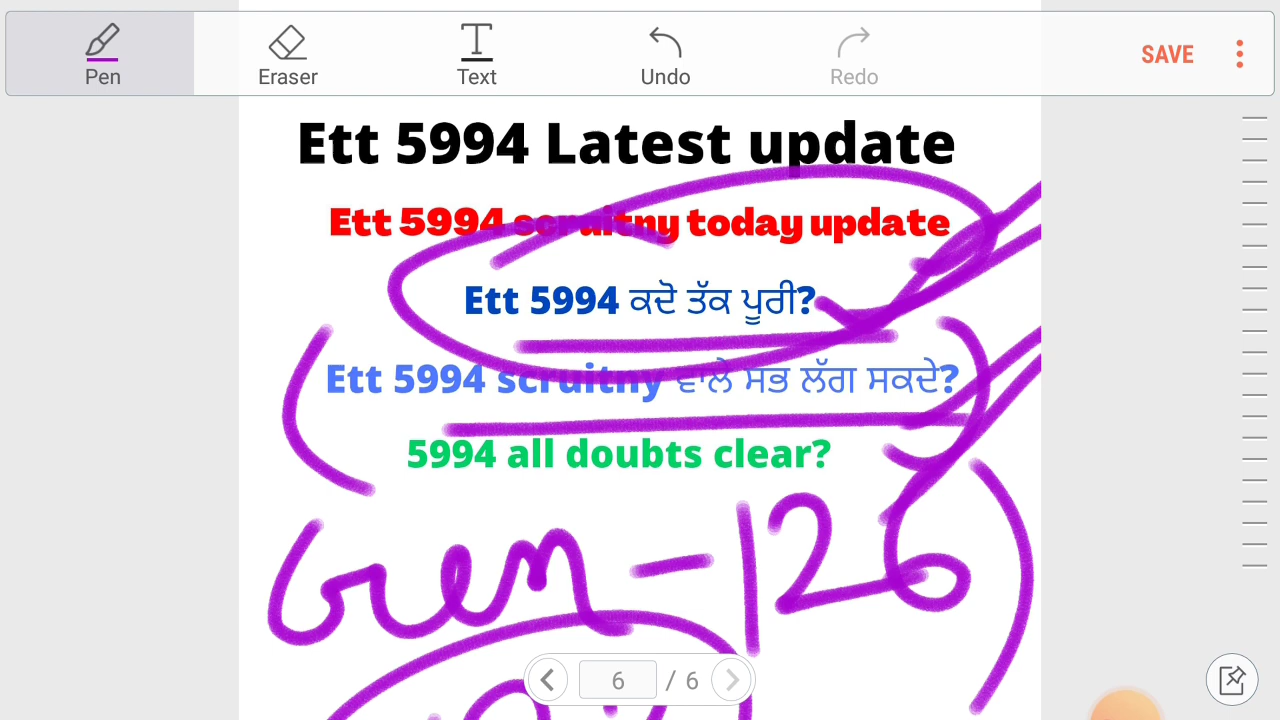 Pen Eraser Text Undo Redo SAVE
Ett 5994 Latest update
Ett 5994 scruitny today update
Ett 5994 ਕਦੋ ਤੱਕ ਪੂਰੀ?
Ett 5994 scruitny ਵਾਲੇ ਸਭ ਲੱਗ ਸਕਦੇ?
5994 all doubts clear?
Gen-126
6 / 6